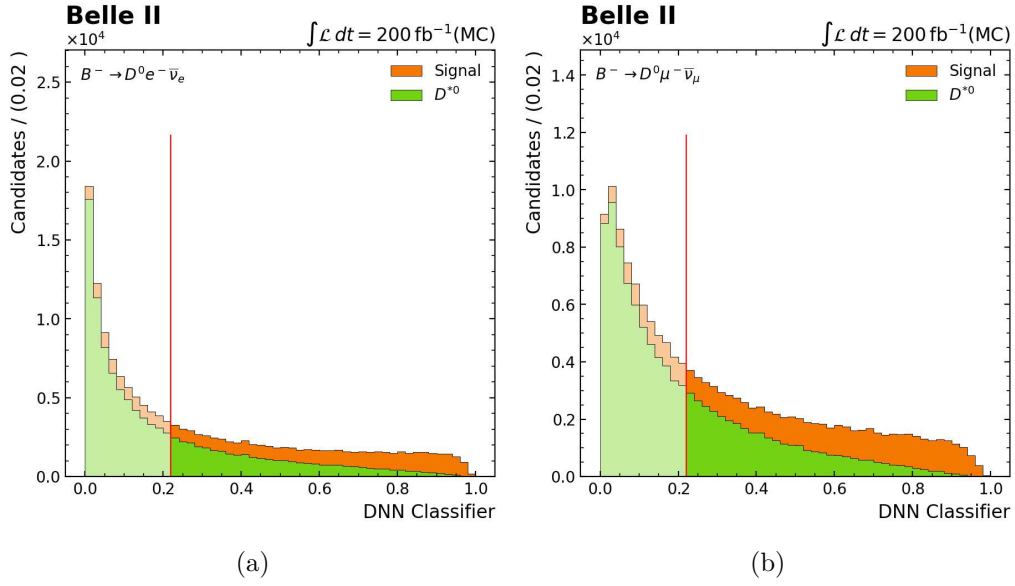 Belle II
∫ℒ dt = 200 fb⁻¹(MC)
×10⁴
B⁻ → D⁰e⁻ν̅ₑ
Signal
D*⁰
Candidates / (0.02 )
2.5
2.0
1.5
1.0
0.5
0.0
0.0 0.2 0.4 0.6 0.8 1.0
DNN Classifier
(a)
Belle II
∫ℒ dt = 200 fb⁻¹(MC)
×10⁴
B⁻ → D⁰μ⁻ν̅_μ
Signal
D*⁰
Candidates / (0.02 )
1.4
1.2
1.0
0.8
0.6
0.4
0.2
0.0
0.0 0.2 0.4 0.6 0.8 1.0
DNN Classifier
(b)